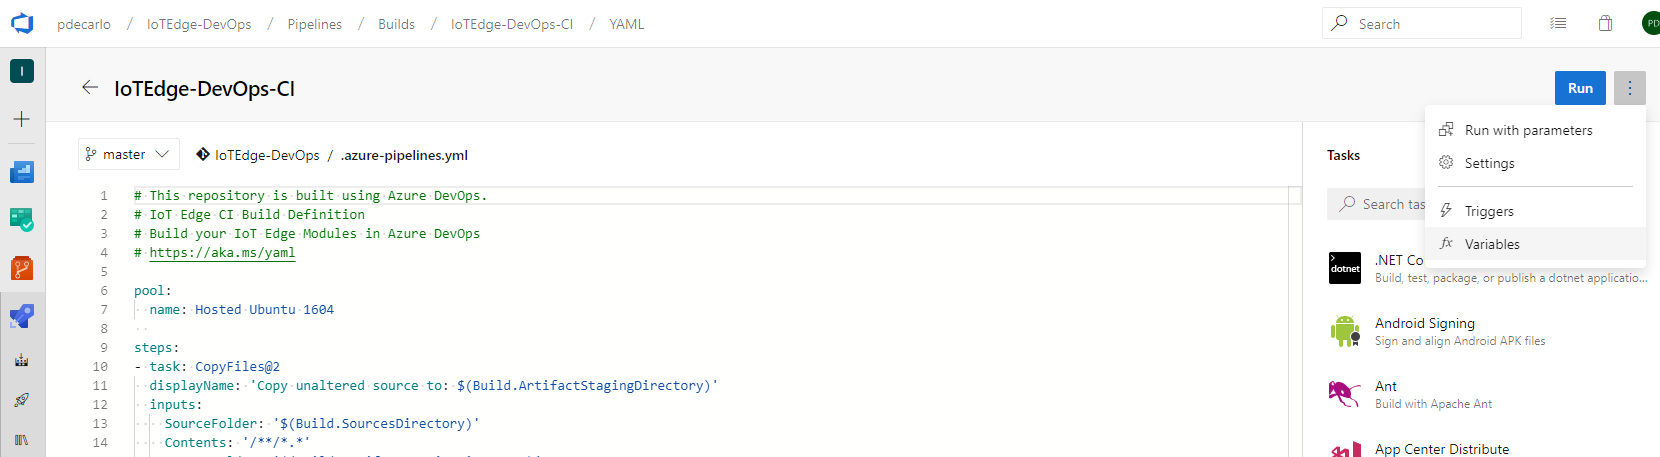 pdecarlo / IoTEdge-DevOps / Pipelines / Builds / IoTEdge-DevOps-CI / YAML
Search
PD
I
IoTEdge-DevOps-CI
Run
Run with parameters
Settings
Triggers
Variables
master
IoTEdge-DevOps / .azure-pipelines.yml
1 # This repository is built using Azure DevOps.
2 # IoT Edge CI Build Definition
3 # Build your IoT Edge Modules in Azure DevOps
4 # https://aka.ms/yaml
5
6 pool:
7   name: Hosted Ubuntu 1604
8
9 steps:
10 - task: CopyFiles@2
11   displayName: 'Copy unaltered source to: $(Build.ArtifactStagingDirectory)'
12   inputs:
13     SourceFolder: '$(Build.SourcesDirectory)'
14     Contents: '/**/*.*'
Tasks
Search tas
dotnet
.NET Co
Build, test, package, or publish a dotnet applicatio...
Android Signing
Sign and align Android APK files
Ant
Build with Apache Ant
App Center Distribute